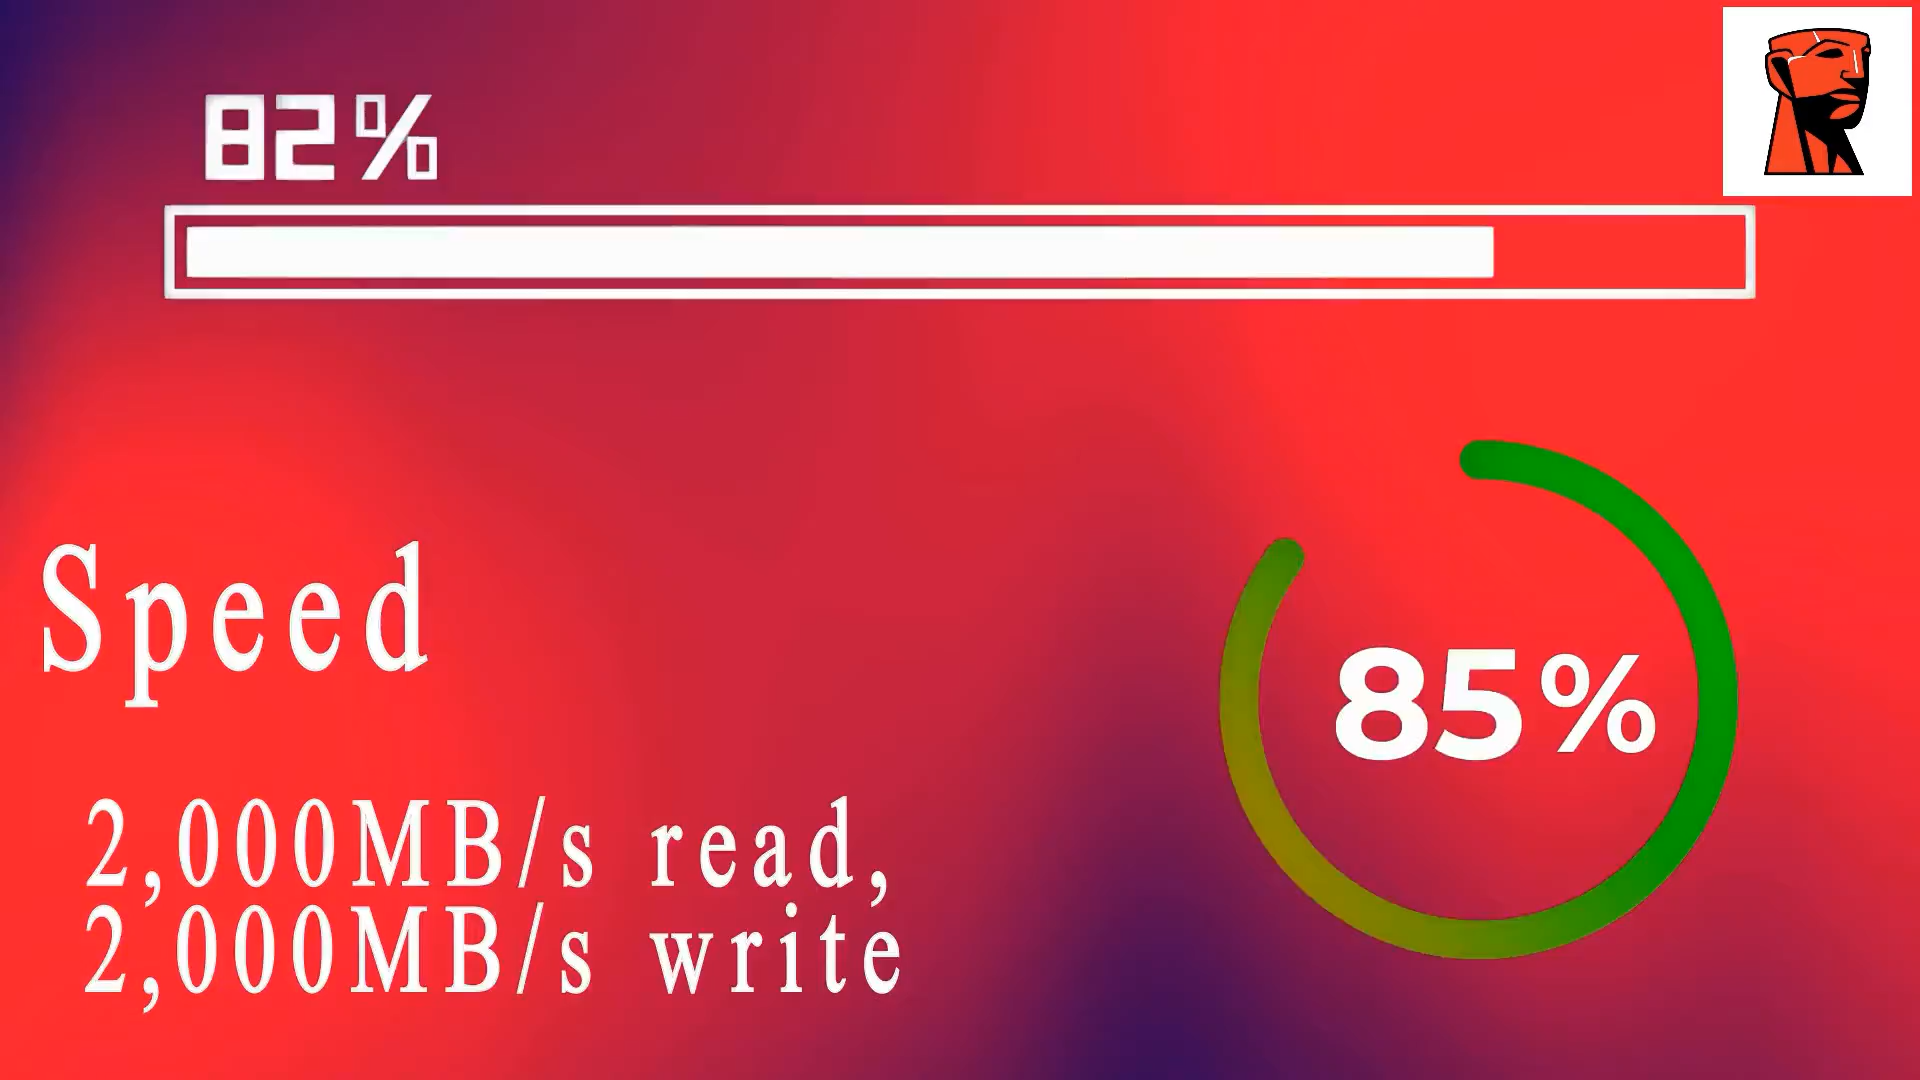 82%
Speed
85%
2,000MB/s read,
2,000MB/s write